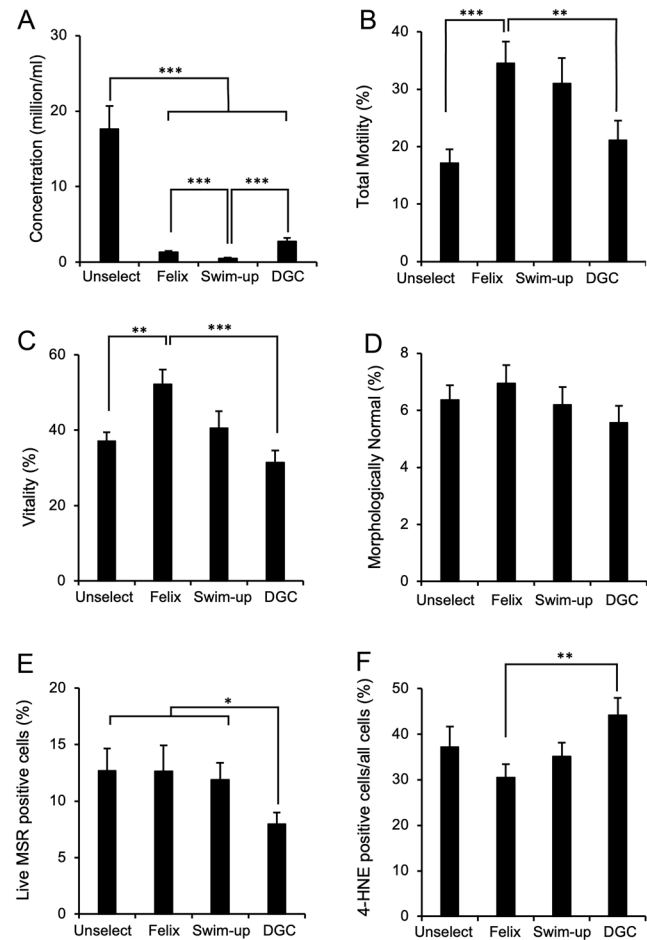 A
Concentration (million/ml)
30
20
10
0
***
***
***
Unselect Felix Swim-up DGC
B
Total Motility (%)
40
30
20
10
0
***
**
Unselect Felix Swim-up DGC
C
Vitality (%)
60
40
20
0
**
***
Unselect Felix Swim-up DGC
D
Morphologically Normal (%)
8
6
4
2
0
Unselect Felix Swim-up DGC
E
Live MSR positive cells (%)
20
15
10
5
0
*
Unselect Felix Swim-up DGC
F
4-HNE positive cells/all cells (%)
50
40
30
20
10
0
**
Unselect Felix Swim-up DGC